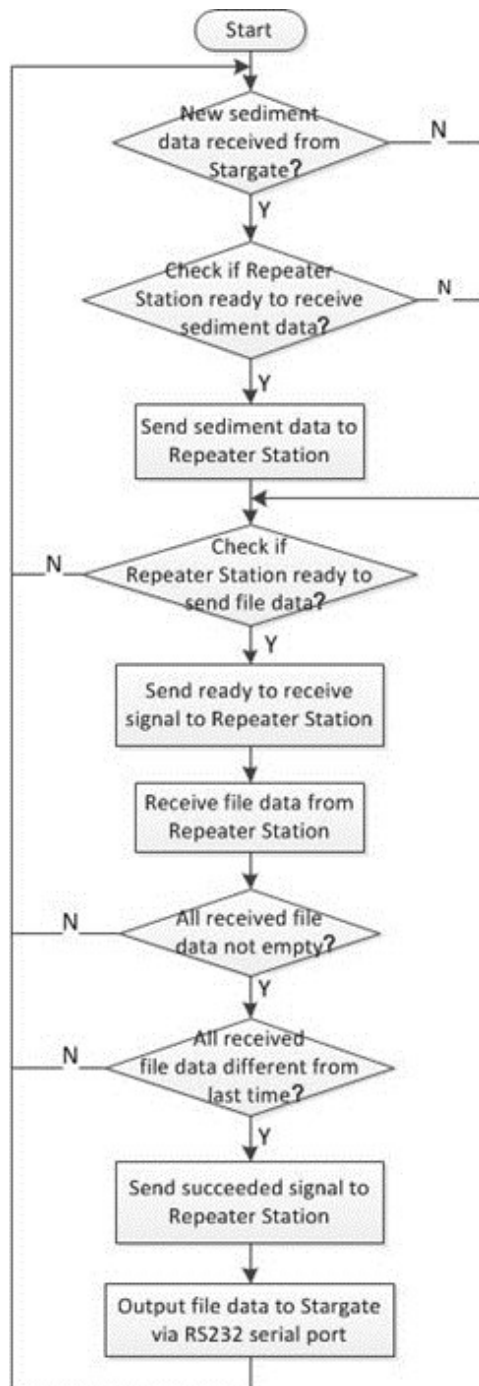 Start
New sediment
data received from
Stargate?
N
Y
Check if Repeater
Station ready to receive
sediment data?
N
Y
Send sediment data to
Repeater Station
Check if
Repeater Station ready to
send file data?
N
Y
Send ready to receive
signal to Repeater Station
Receive file data from
Repeater Station
All received file
data not empty?
N
Y
All received
file data different from
last time?
N
Y
Send succeeded signal to
Repeater Station
Output file data to Stargate
via RS232 serial port